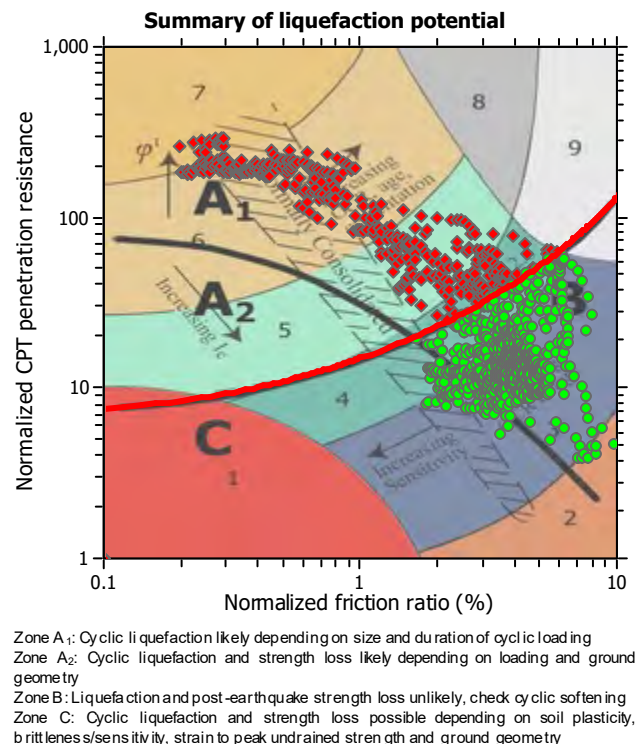 Summary of liquefaction potential
Normalized CPT penetration resistance
1,000
100
10
1
7
8
9
φ'
A1
6
A2
5
Increasing Ic
B
4
C
1
Increasing
Sensitivity
2
0.1
1
10
Normalized friction ratio (%)
Zone A1: Cyclic liquefaction likely depending on size and duration of cyclic loading
Zone A2: Cyclic liquefaction and strength loss likely depending on loading and ground
geometry
Zone B: Liquefaction and post-earthquake strength loss unlikely, check cyclic softening
Zone C: Cyclic liquefaction and strength loss possible depending on soil plasticity,
brittleness/sensitivity, strain to peak undrained strength and ground geometry